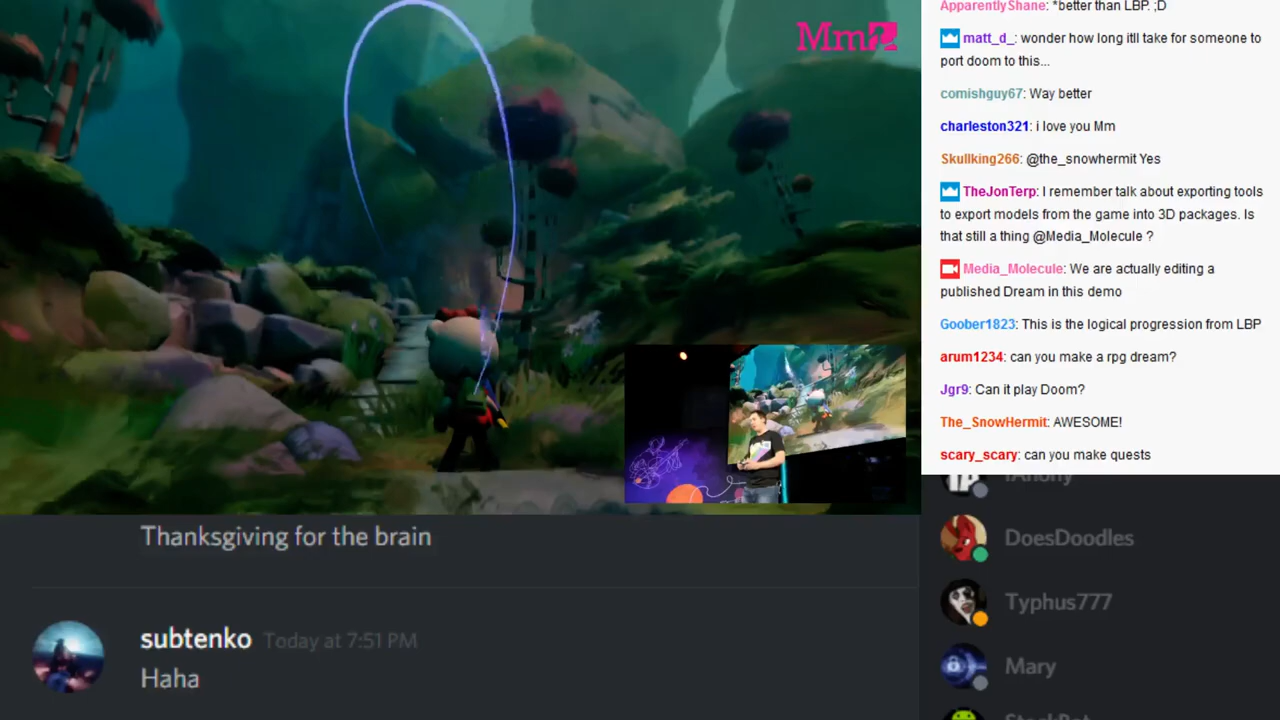 Mm
ApparentlyShane: *better than LBP. ;D
matt_d_: wonder how long itll take for someone to
port doom to this...
comishguy67: Way better
charleston321: i love you Mm
Skullking266: @the_snowhermit Yes
TheJonTerp: I remember talk about exporting tools
to export models from the game into 3D packages. Is
that still a thing @Media_Molecule ?
Media_Molecule: We are actually editing a
published Dream in this demo
Goober1823: This is the logical progression from LBP
arum1234: can you make a rpg dream?
Jgr9: Can it play Doom?
The_SnowHermit: AWESOME!
scary_scary: can you make quests
Thanksgiving for the brain
subtenko Today at 7:51 PM
Haha
DoesDoodles
Typhus777
Mary